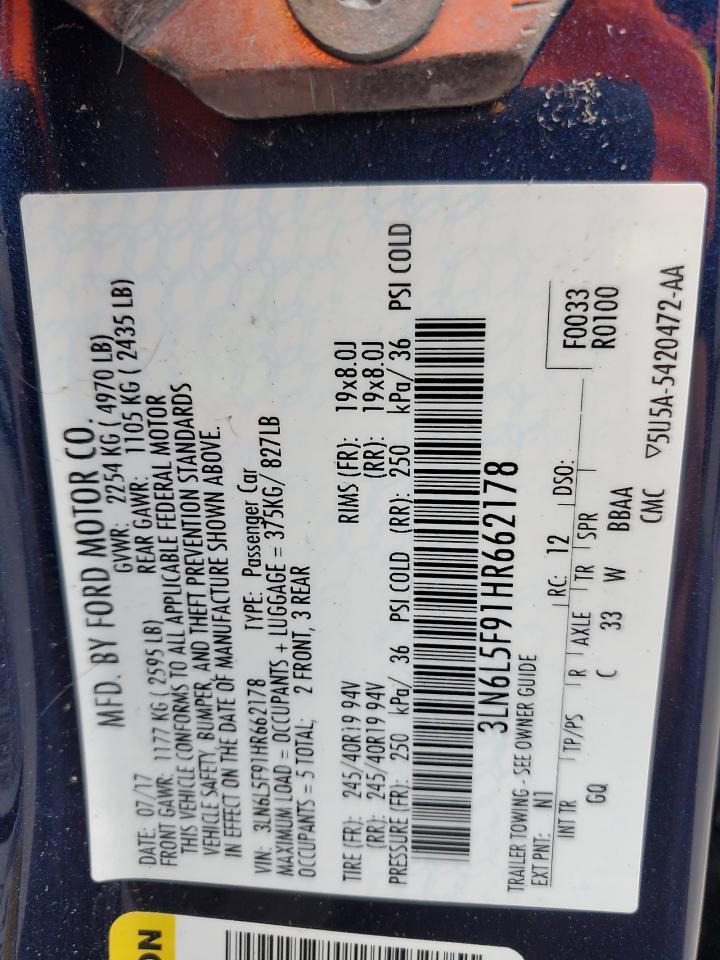 MFD. BY FORD MOTOR CO.
DATE: 07/17 GVWR: 2254 KG ( 4970 LB)
FRONT GAWR: 1177 KG ( 2595 LB) REAR GAWR: 1105 KG ( 2435 LB)
THIS VEHICLE CONFORMS TO ALL APPLICABLE FEDERAL MOTOR
VEHICLE SAFETY, BUMPER, AND THEFT PREVENTION STANDARDS
IN EFFECT ON THE DATE OF MANUFACTURE SHOWN ABOVE.
VIN: 3LN6L5F91HR662178 TYPE: Passenger Car
MAXIMUM LOAD = OCCUPANTS + LUGGAGE = 375KG/ 827LB
OCCUPANTS = 5 TOTAL; 2 FRONT, 3 REAR
TIRE (FR): 245/40R19 94V RIMS (FR): 19x8.0J
(RR): 245/40R19 94V (RR): 19x8.0J
PRESSURE (FR): 250 kPa/ 36 PSI COLD (RR): 250 kPa/ 36 PSI COLD
3LN6L5F91HR662178
TRAILER TOWING - SEE OWNER GUIDE
EXT PNT: N1 RC: 12 DSO: F0033
R0100
INT TR TP/PS R AXLE TR SPR
GQ C 33 W BBAA
CMC ▽5U5A-5420472-AA
ON